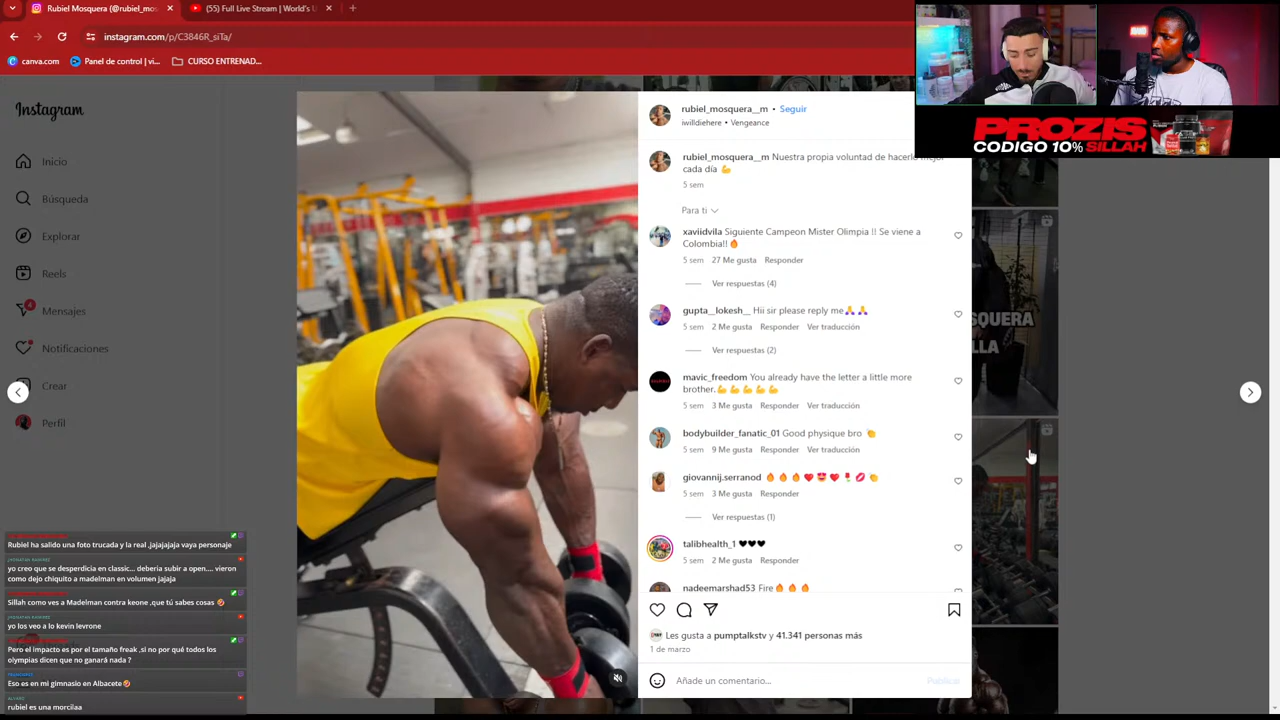 Rubiel Mosquera (@rubiel_mos
(55) Full Live Stream | World's U
instagram.com/p/C3846R_siTa/
canva.com
Panel de control | vi...
CURSO ENTRENAD...
PROZIS
CODIGO 10% SILLAH
Instagram
Inicio
Búsqueda
Explorar
Reels
4
Mensajes
Notificaciones
Crear
Perfil
rubiel_mosquera__m • Seguir
iwilldiehere • Vengeance
rubiel_mosquera__m Nuestra propia voluntad de hacerlo mejor
cada día 💪
5 sem
Para ti
xaviidvila Siguiente Campeon Mister Olimpia !! Se viene a
Colombia!!🔥
5 sem 27 Me gusta Responder
Ver respuestas (4)
gupta__lokesh__ Hii sir please reply me🙏🙏
5 sem 2 Me gusta Responder Ver traducción
Ver respuestas (2)
mavic_freedom You already have the letter a little more
brother.💪💪💪💪💪
5 sem 3 Me gusta Responder Ver traducción
bodybuilder_fanatic_01 Good physique bro 👏
5 sem 9 Me gusta Responder Ver traducción
giovannij.serranod 🔥🔥🔥❤️😍❤️🌹💋👏
5 sem 3 Me gusta Responder
Ver respuestas (1)
talibhealth_1 🖤🖤🖤
5 sem 2 Me gusta Responder
nadeemarshad53 Fire🔥🔥🔥
Les gusta a pumptalkstv y 41.341 personas más
1 de marzo
Añade un comentario...
Publicar
SQUERA
LLA
Rubiel ha salido una foto trucada y la real ,jajajajaja vaya personaje
yo creo que se desperdicia en classic... deberia subir a open.... vieron
como dejo chiquito a madelman en volumen jajaja
Sillah como ves a Madelman contra keone ,que tú sabes cosas 🤣
yo los veo a lo kevin levrone
Pero el impacto es por el tamaño freak ,si no por qué todos los
olympias dicen que no ganará nada ?
Eso es en mi gimnasio en Albacete🤣
ALVAREZ
rubiel es una morcilaa